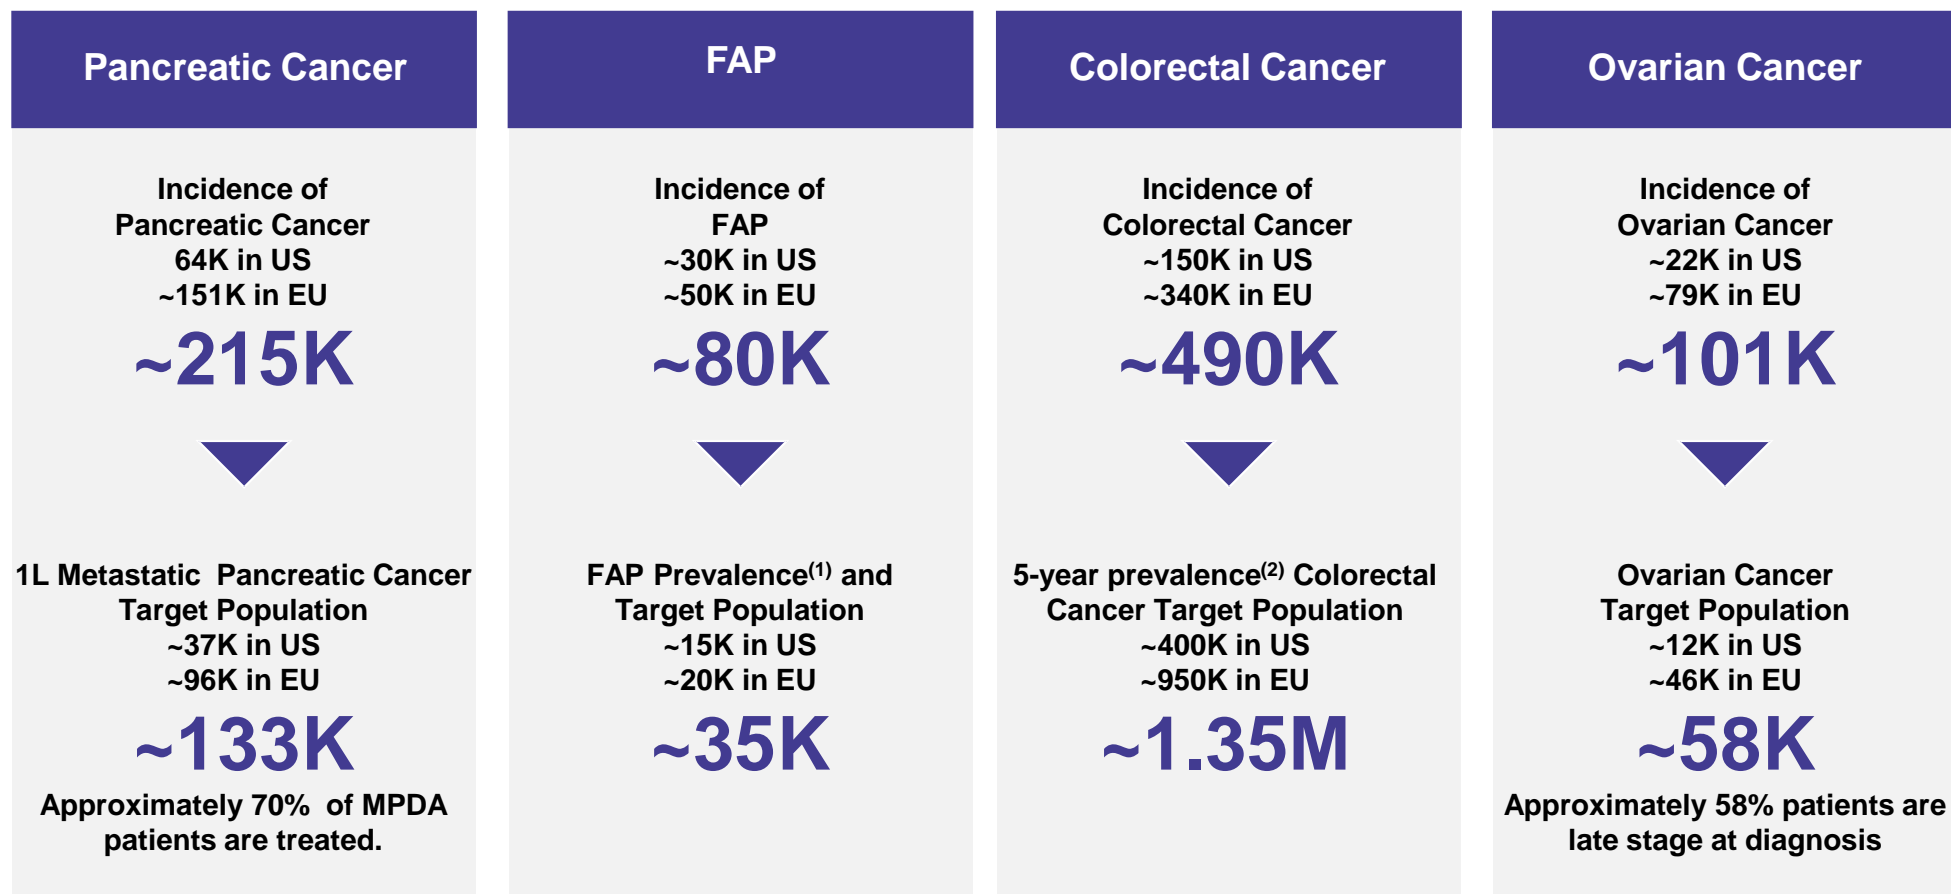 Pancreatic Cancer
Incidence of
Pancreatic Cancer
64K in US
~151K in EU
~215K
1L Metastatic  Pancreatic Cancer
Target Population
~37K in US
~96K in EU
~133K
Approximately 70%  of MPDA
patients are treated.
FAP
Incidence of
FAP
~30K in US
~50K in EU
~80K
FAP Prevalence(1) and
Target Population
~15K in US
~20K in EU
~35K
Colorectal Cancer
Incidence of
Colorectal Cancer
~150K in US
~340K in EU
~490K
5-year prevalence(2) Colorectal
Cancer Target Population
~400K in US
~950K in EU
~1.35M
Ovarian Cancer
Incidence of
Ovarian Cancer
~22K in US
~79K in EU
~101K
Ovarian Cancer
Target Population
~12K in US
~46K in EU
~58K
Approximately 58% patients are
late stage at diagnosis